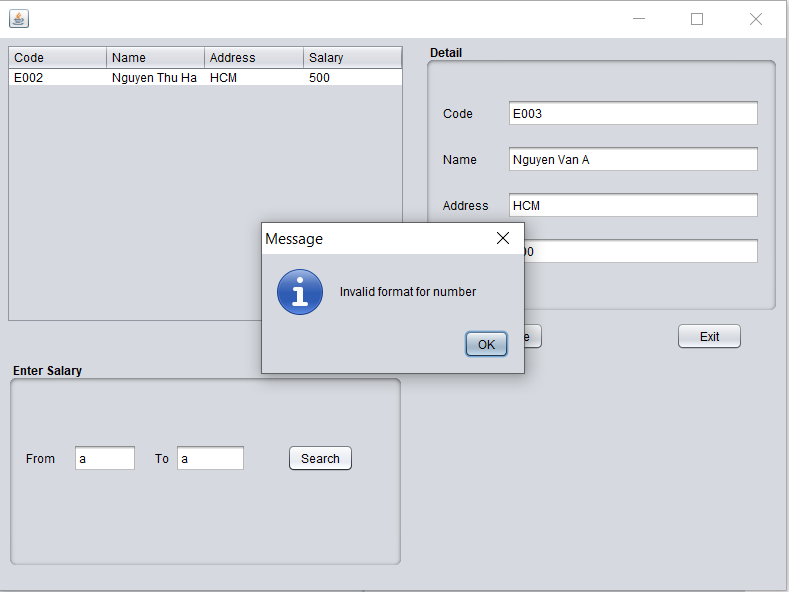 Code Name Address Salary
E002 Nguyen Thu Ha HCM 500
Detail
Code E003
Name Nguyen Van A
Address HCM
Message
Invalid format for number
OK
Exit
Enter Salary
From a To a Search